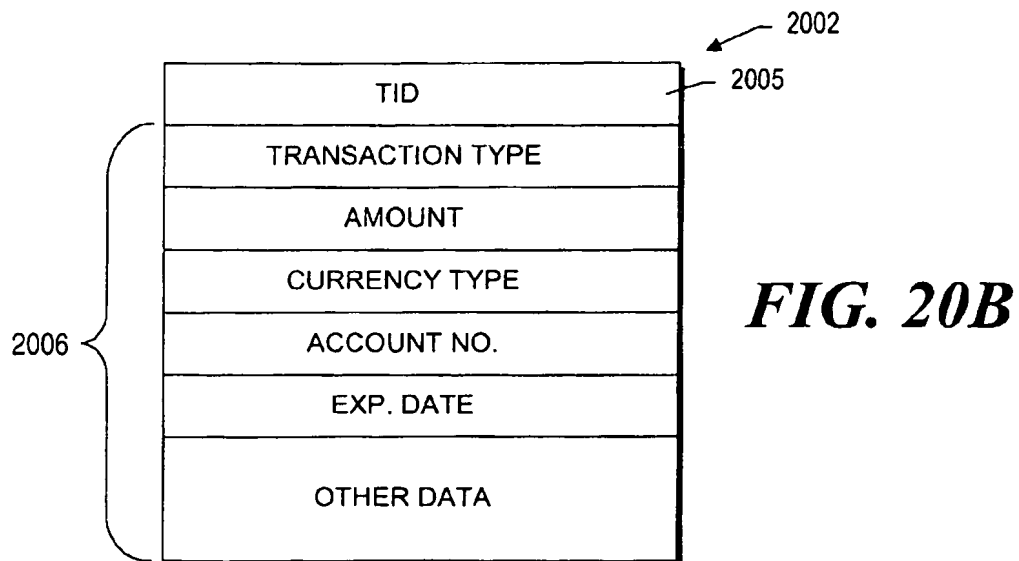 2002
TID
2005
TRANSACTION TYPE
AMOUNT
CURRENCY TYPE
FIG. 20B
2006
ACCOUNT NO.
EXP. DATE
OTHER DATA